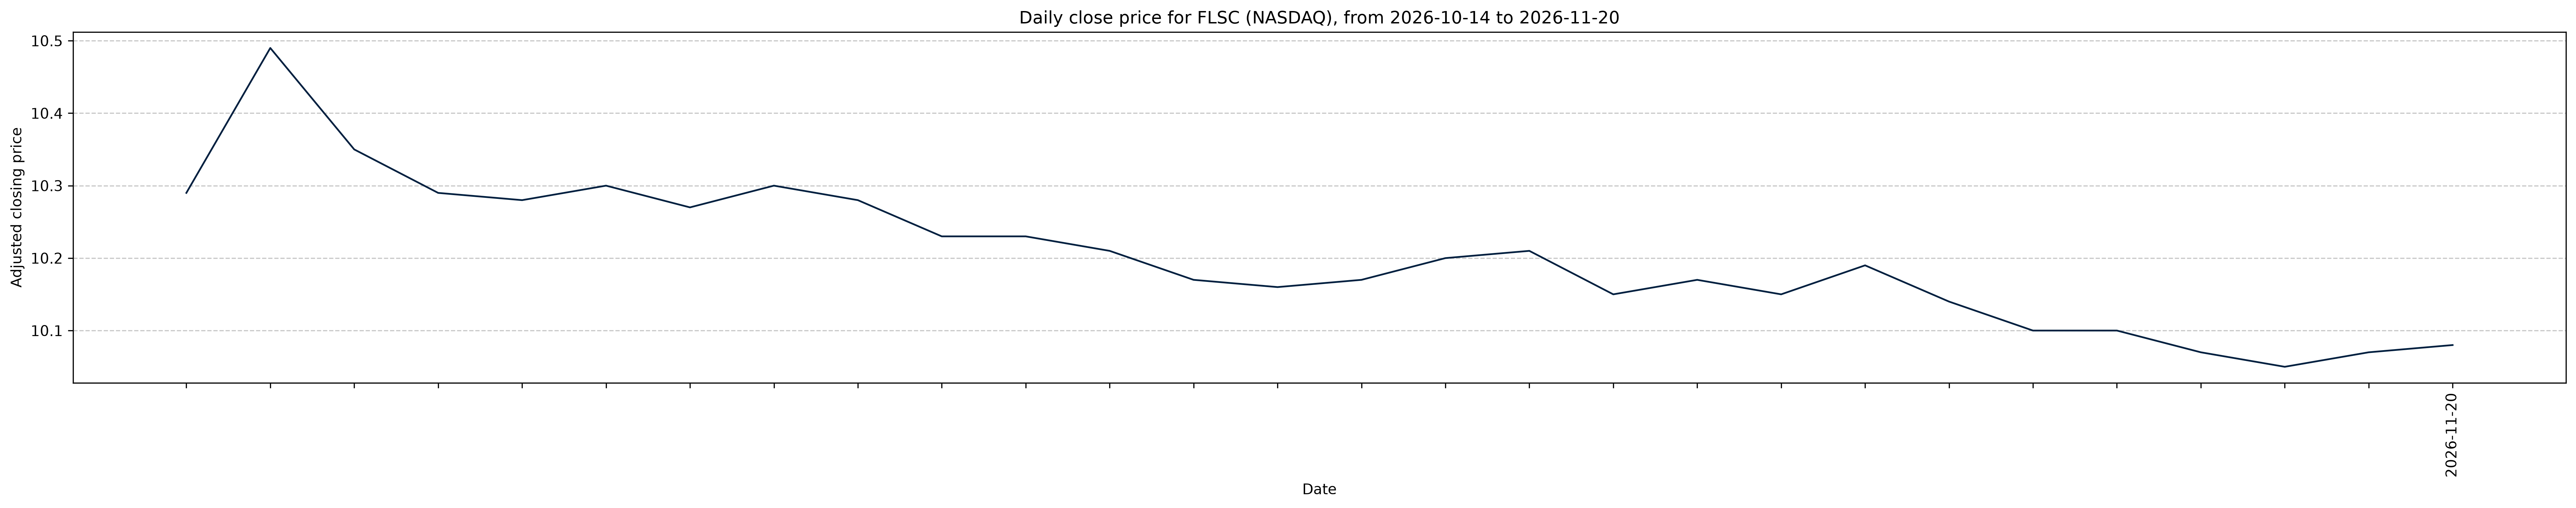 Daily close price for FLSC (NASDAQ), from 2026-10-14 to 2026-11-20
Adjusted closing price
10.5
10.4
10.3
10.2
10.1
2026-11-20
Date